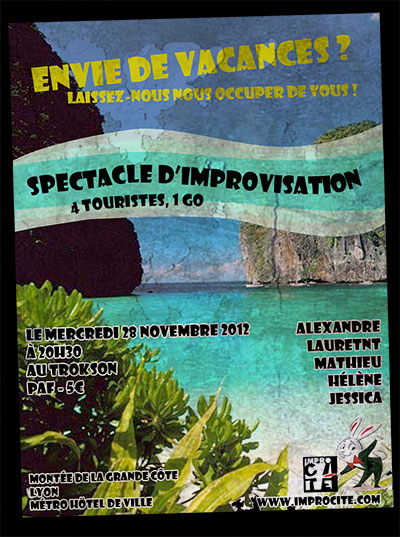 ENVIE DE VACANCES ?
LAISSEZ-NOUS NOUS OCCUPER DE VOUS !
SPECTACLE D'IMPROVISATION
4 TOURISTES, 1 GO
LE MERCREDI 28 NOVEMBRE 2012
À 20H30
AU TROKSON
PAF - 5€
ALEXANDRE
LAURETNT
MATHIEU
HÉLÈNE
JESSICA
MONTÉE DE LA GRANDE CÔTE
LYON
MÉTRO HÔTEL DE VILLE
IMPRO
CITÉ
WWW.IMPROCITE.COM